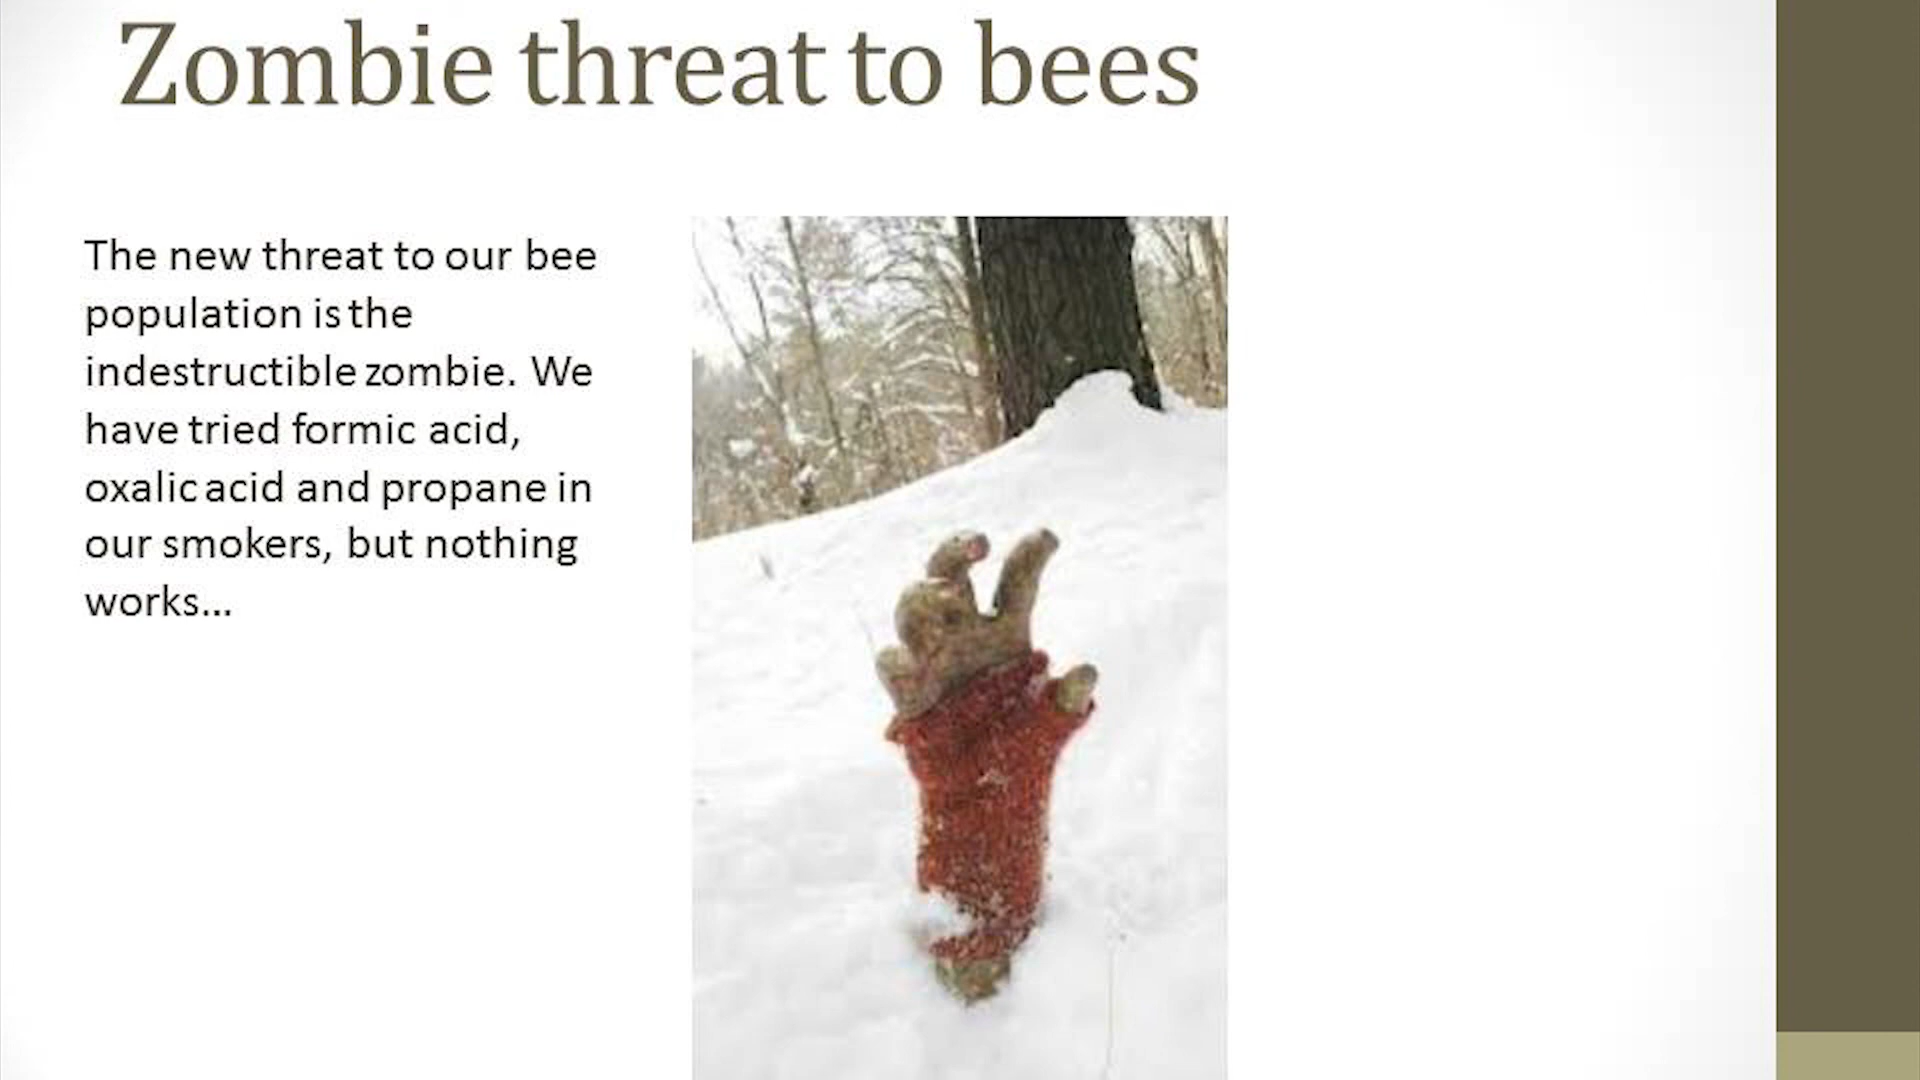 Zombie threat to bees
The new threat to our bee
population is the
indestructible zombie. We
have tried formic acid,
oxalic acid and propane in
our smokers, but nothing
works...